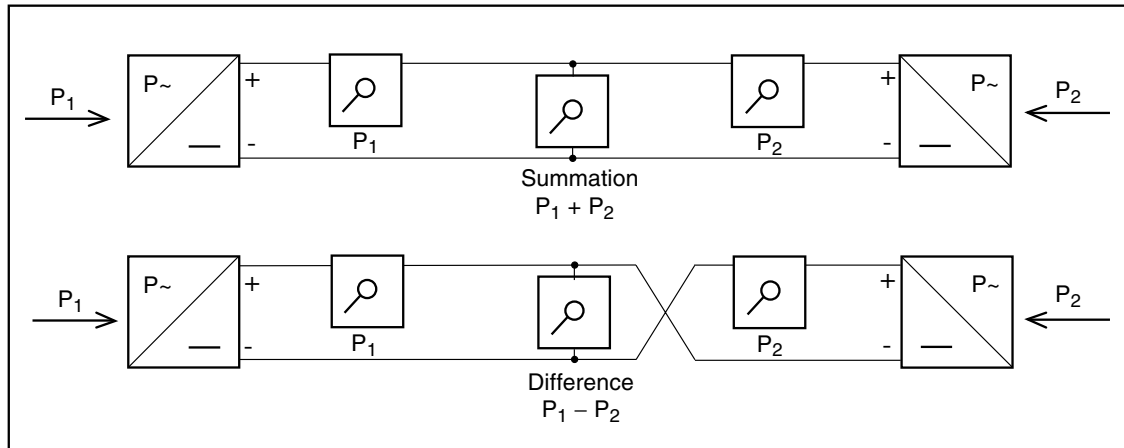 P~
+
P~
+
P₁
P₂
-
P₁
P₂
-
Summation
P₁ + P₂
P~
+
P~
+
P₁
P₂
-
P₁
P₂
-
Difference
P₁ − P₂